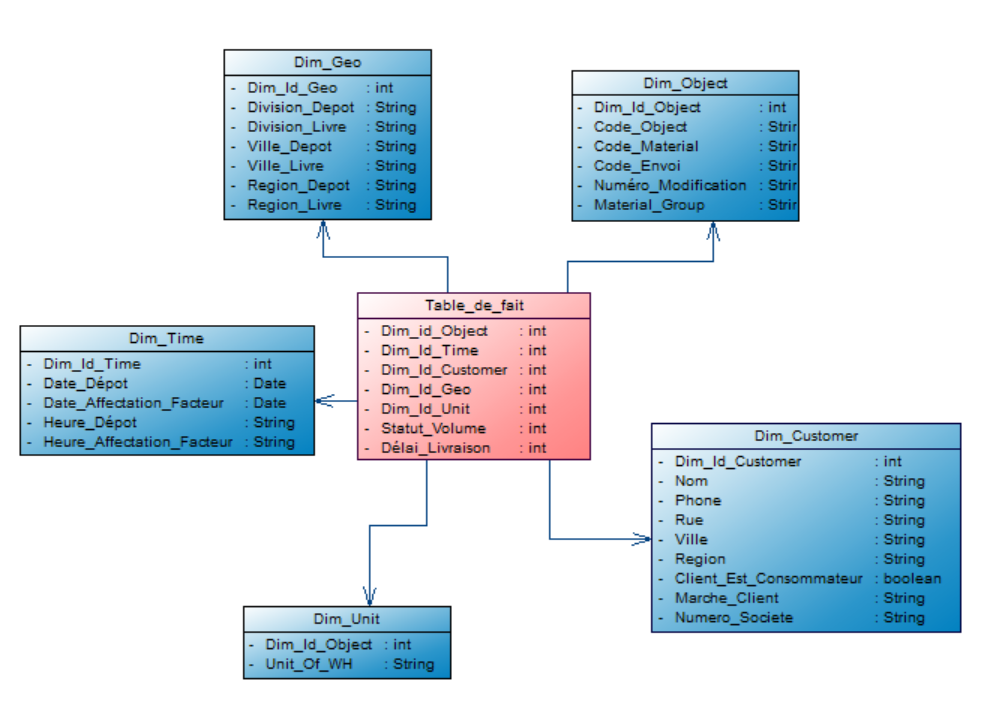 Dim_Geo
- Dim_Id_Geo : int
- Division_Depot : String
- Division_Livre : String
- Ville_Depot : String
- Ville_Livre : String
- Region_Depot : String
- Region_Livre : String
Dim_Object
- Dim_Id_Object : int
- Code_Object : Strir
- Code_Material : Strir
- Code_Envoi : Strir
- Numéro_Modification : Strir
- Material_Group : Strir
Table_de_fait
- Dim_id_Object : int
- Dim_Id_Time : int
- Dim_Id_Customer : int
- Dim_Id_Geo : int
- Dim_Id_Unit : int
- Statut_Volume : int
- Délai_Livraison : int
Dim_Time
- Dim_Id_Time : int
- Date_Dépot : Date
- Date_Affectation_Facteur : Date
- Heure_Dépot : String
- Heure_Affectation_Facteur : String
Dim_Customer
- Dim_Id_Customer : int
- Nom : String
- Phone : String
- Rue : String
- Ville : String
- Region : String
- Client_Est_Consommateur : boolean
- Marche_Client : String
- Numero_Societe : String
Dim_Unit
- Dim_Id_Object : int
- Unit_Of_WH : String